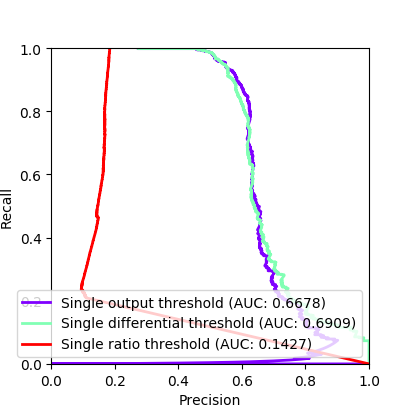 1.0
0.8
0.6
0.4
0.2
0.0
Recall
Single output threshold (AUC: 0.6678)
Single differential threshold (AUC: 0.6909)
Single ratio threshold (AUC: 0.1427)
0.0 0.2 0.4 0.6 0.8 1.0
Precision